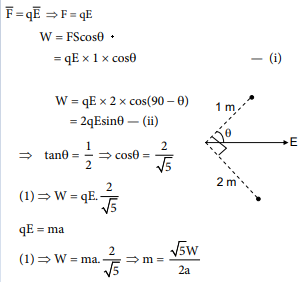 F̅ = qE̅ ⇒ F = qE
W = FScosθ
= qE × 1 × cosθ — (i)
W = qE × 2 × cos(90 − θ)
= 2qEsinθ — (ii)
⇒ tanθ = 1/2 ⇒ cosθ = 2/√5
(1) ⇒ W = qE. 2/√5
qE = ma
(1) ⇒ W = ma. 2/√5 ⇒ m = √5W/2a
1 m
θ
E
2 m